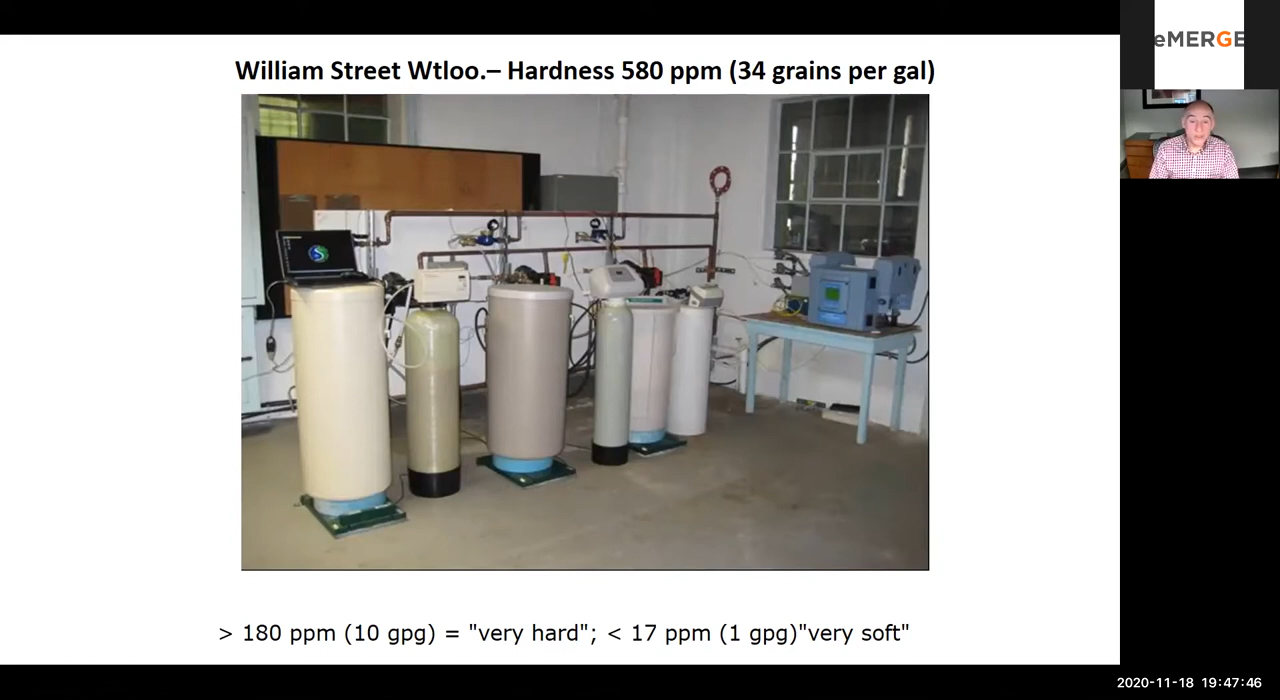 William Street Wtloo.– Hardness 580 ppm (34 grains per gal)
eMERGE
> 180 ppm (10 gpg) = "very hard"; < 17 ppm (1 gpg)"very soft"
2020-11-18 19:47:46